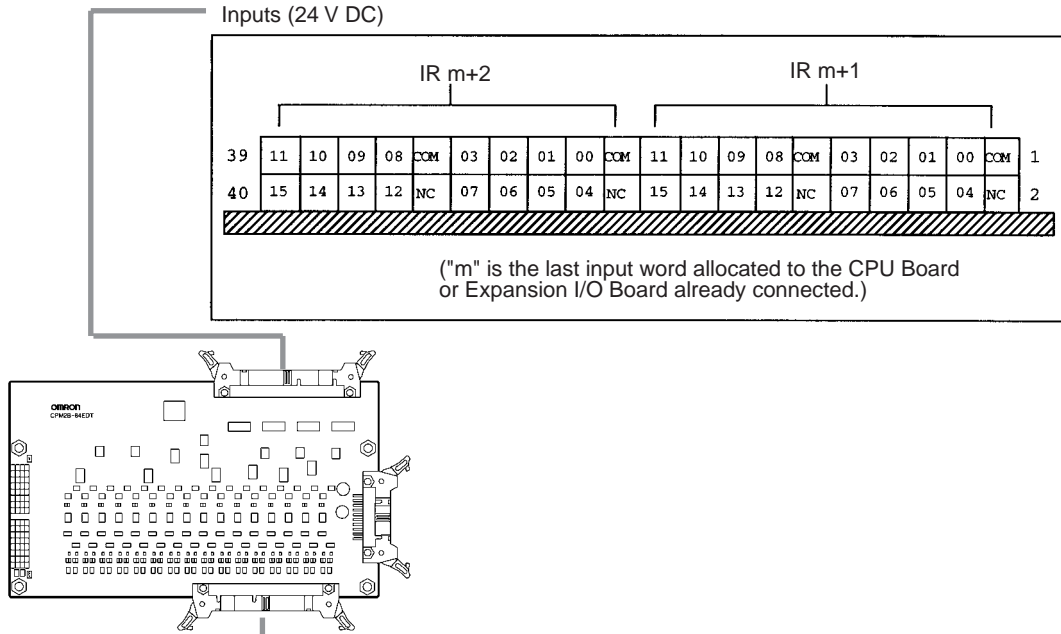 Inputs (24 V DC)
IR m+2 IR m+1
39 11 10 09 08 COM 03 02 01 00 COM 11 10 09 08 COM 03 02 01 00 COM 1
40 15 14 13 12 NC 07 06 05 04 NC 15 14 13 12 NC 07 06 05 04 NC 2
("m" is the last input word allocated to the CPU Board
or Expansion I/O Board already connected.)
OMRON
CPM2B-64EDT